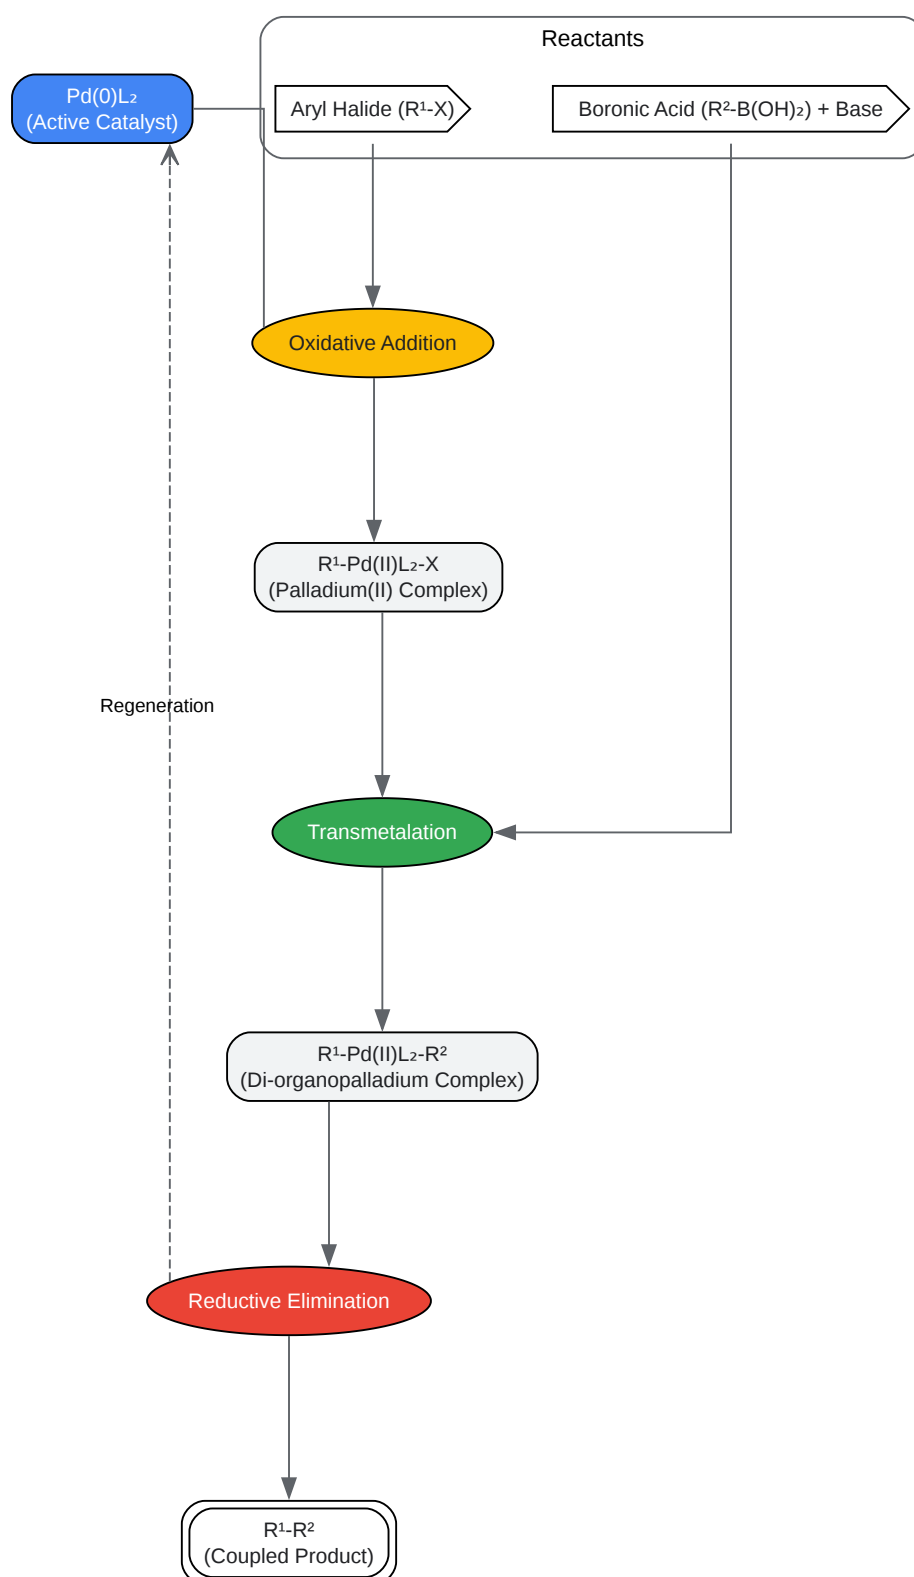 Reactants
Pd(0)L₂
(Active Catalyst)
Aryl Halide (R¹-X)
Boronic Acid (R²-B(OH)₂) + Base
Oxidative Addition
R¹-Pd(II)L₂-X
(Palladium(II) Complex)
Regeneration
Transmetalation
R¹-Pd(II)L₂-R²
(Di-organopalladium Complex)
Reductive Elimination
R¹-R²
(Coupled Product)